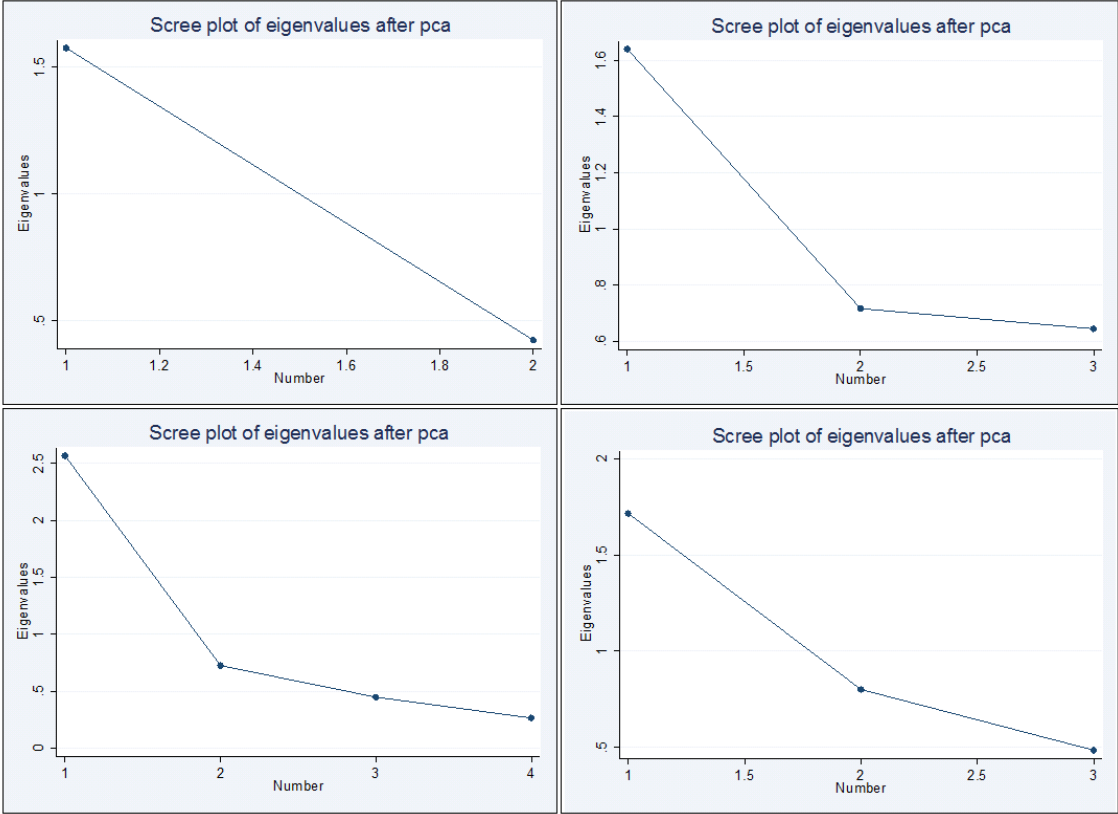 Scree plot of eigenvalues after pca
Eigenvalues
1.5
1
.5
1 1.2 1.4 1.6 1.8 2
Number
Scree plot of eigenvalues after pca
Eigenvalues
1.6
1.4
1.2
1
.8
.6
1 1.5 2 2.5 3
Number
Scree plot of eigenvalues after pca
Eigenvalues
2.5
2
1.5
1
.5
0
1 2 3 4
Number
Scree plot of eigenvalues after pca
Eigenvalues
2
1.5
1
.5
1 1.5 2 2.5 3
Number